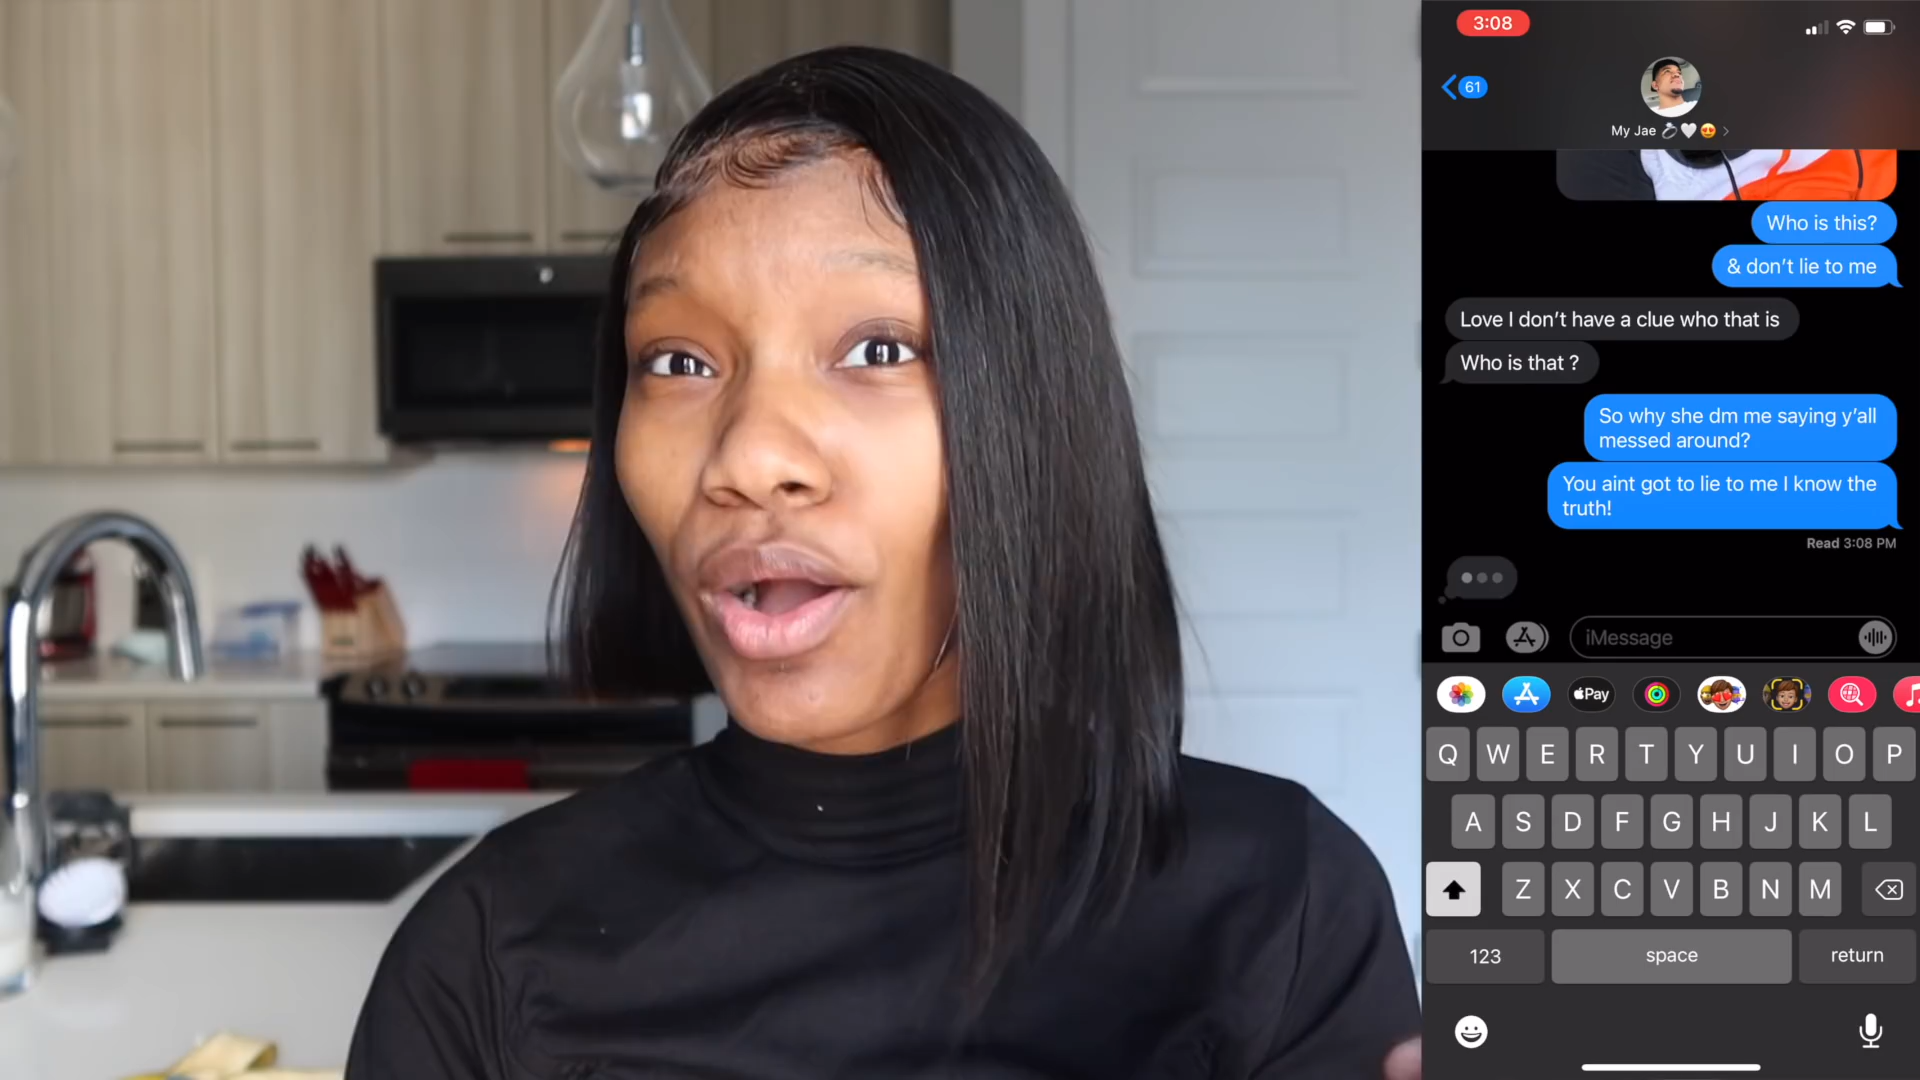 3:08
61
My Jae 💍🤍😍 >
Who is this?
& don't lie to me
Love I don't have a clue who that is
Who is that ?
So why she dm me saying y'all
messed around?
You aint got to lie to me I know the
truth!
Read 3:08 PM
iMessage
Pay
Q W E R T Y U I O P
A S D F G H J K L
Z X C V B N M
123 space return